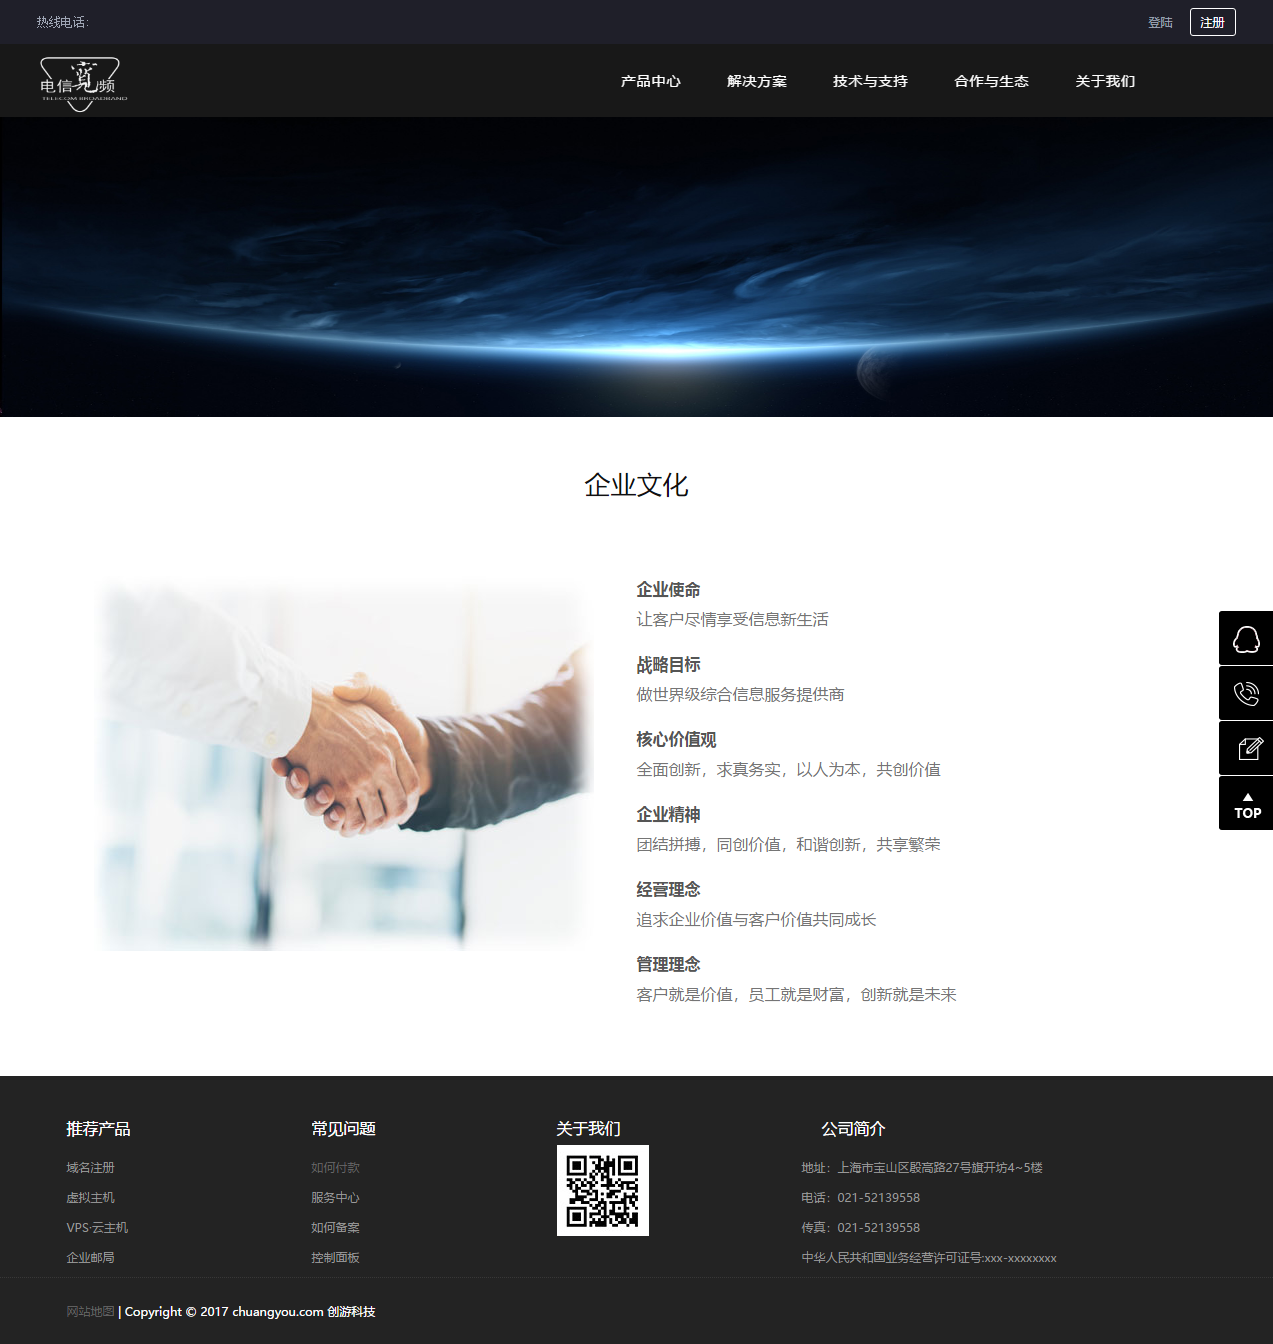 热线电话：
登陆
注册
电信宽频
TELECOM BROADBAND
产品中心
解决方案
技术与支持
合作与生态
关于我们
企业文化
企业使命
让客户尽情享受信息新生活
战略目标
做世界级综合信息服务提供商
核心价值观
全面创新，求真务实，以人为本，共创价值
企业精神
团结拼搏，同创价值，和谐创新，共享繁荣
经营理念
追求企业价值与客户价值共同成长
管理理念
客户就是价值，员工就是财富，创新就是未来
TOP
推荐产品
域名注册
虚拟主机
VPS·云主机
企业邮局
常见问题
如何付款
服务中心
如何备案
控制面板
关于我们
公司简介
地址：上海市宝山区殷高路27号旗开坊4~5楼
电话：021-52139558
传真：021-52139558
中华人民共和国业务经营许可证号:xxx-xxxxxxxx
网站地图 | Copyright © 2017 chuangyou.com 创游科技